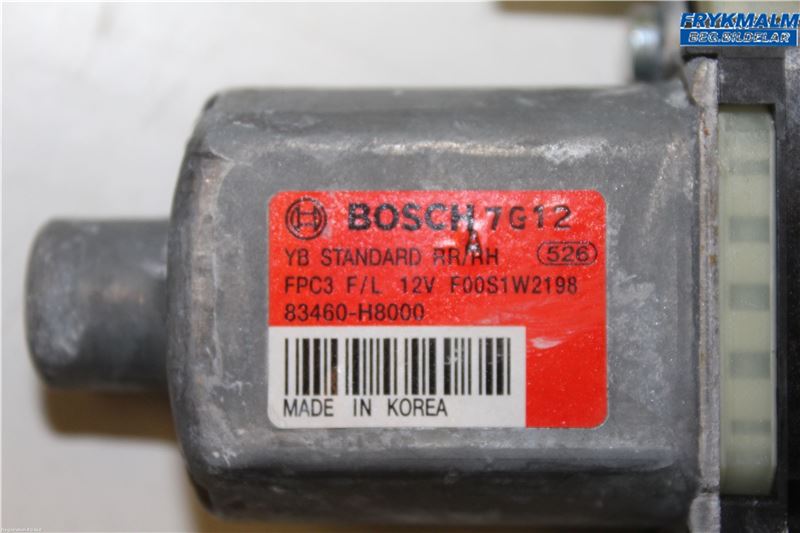 FRYKMALM
BEG.BILDELAR
BOSCH 7G12
A
YB STANDARD RR/RH 526
FPC3 F/L 12V F00S1W2198
83460-H8000
MADE IN KOREA